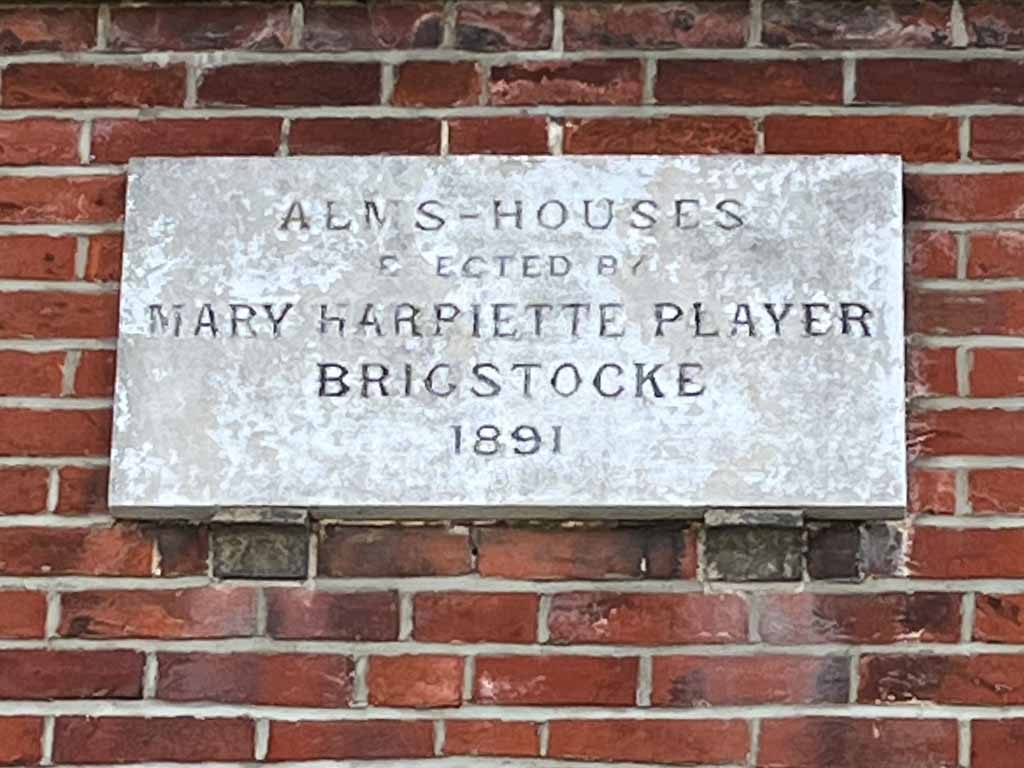 ALMS-HOUSES
ERECTED BY
MARY HARRIETTE PLAYER
BRIGSTOCKE
1891